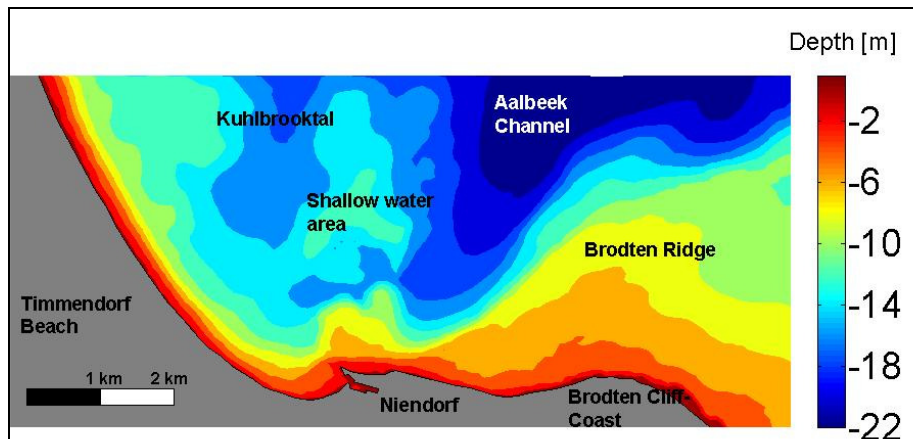 Depth [m]
Kuhlbrooktal
Aalbeek
Channel
-2
-6
Shallow water
area
Brodten Ridge
-10
Timmendorf
Beach
-14
1 km 2 km
-18
Niendorf
Brodten Cliff-
Coast
-22